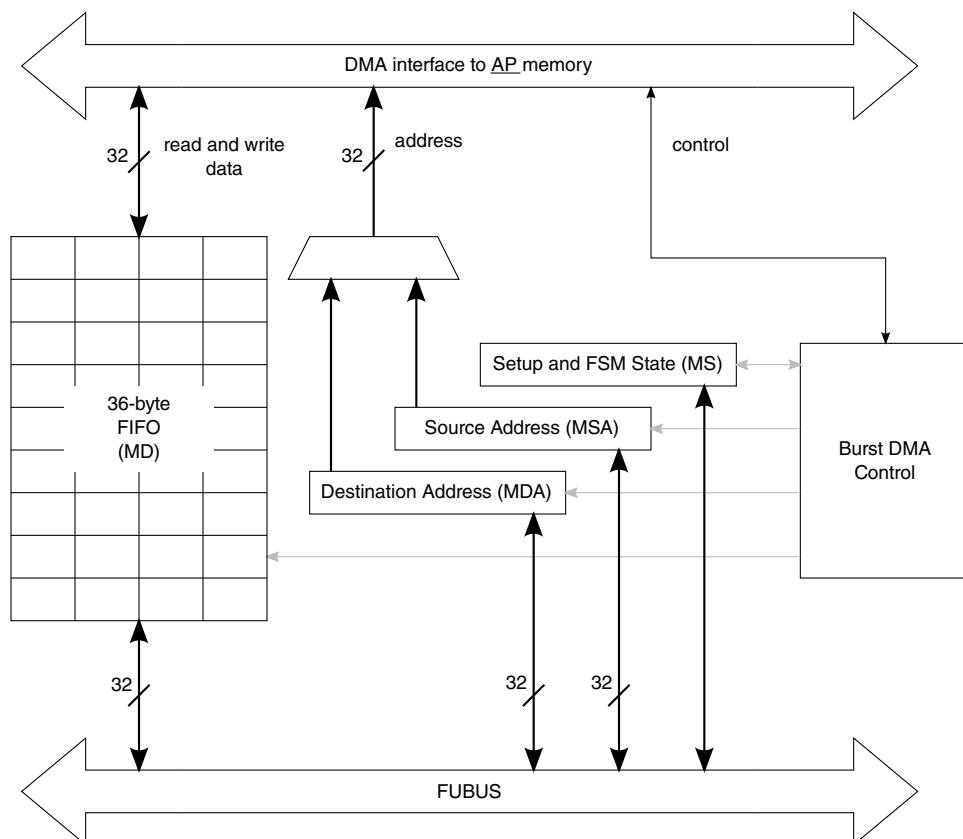 DMA interface to AP memory
32
read and write
data
32
address
control
Setup and FSM State (MS)
36-byte
FIFO
(MD)
Source Address (MSA)
Burst DMA
Control
Destination Address (MDA)
32
32
32
FUBUS